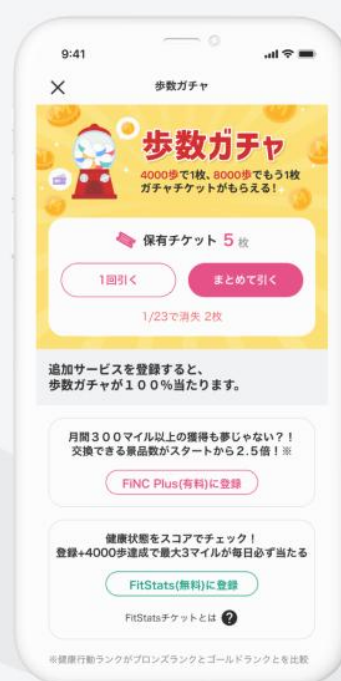 9:41
歩数ガチャ
歩数ガチャ
4000歩で1枚、8000歩でもう1枚
ガチャチケットがもらえる!
保有チケット 5 枚
1回引く
まとめて引く
1/23で消失 2枚
追加サービスを登録すると、
歩数ガチャが100%当たります。
月間300マイル以上の獲得も夢じゃない?!
交換できる景品数がスタートから2.5倍!※
FiNC Plus(有料)に登録
健康状態をスコアでチェック!
登録+4000歩達成で最大3マイルが毎日必ず当たる
FitStats(無料)に登録
FitStatsチケットとは ?
※健康行動ランクがブロンズランクとゴールドランクとを比較